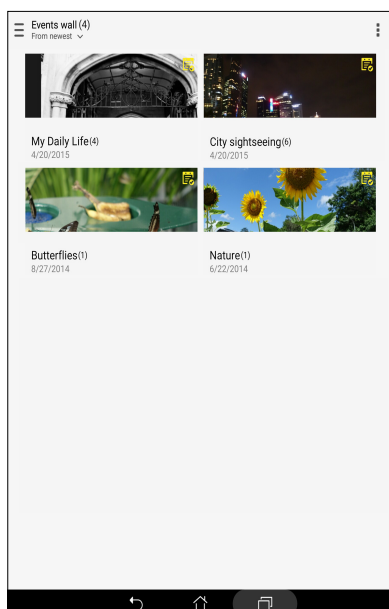 Events wall (4)
From newest
My Daily Life(4)
4/20/2015
City sightseeing(6)
4/20/2015
Butterflies(1)
8/27/2014
Nature(1)
6/22/2014